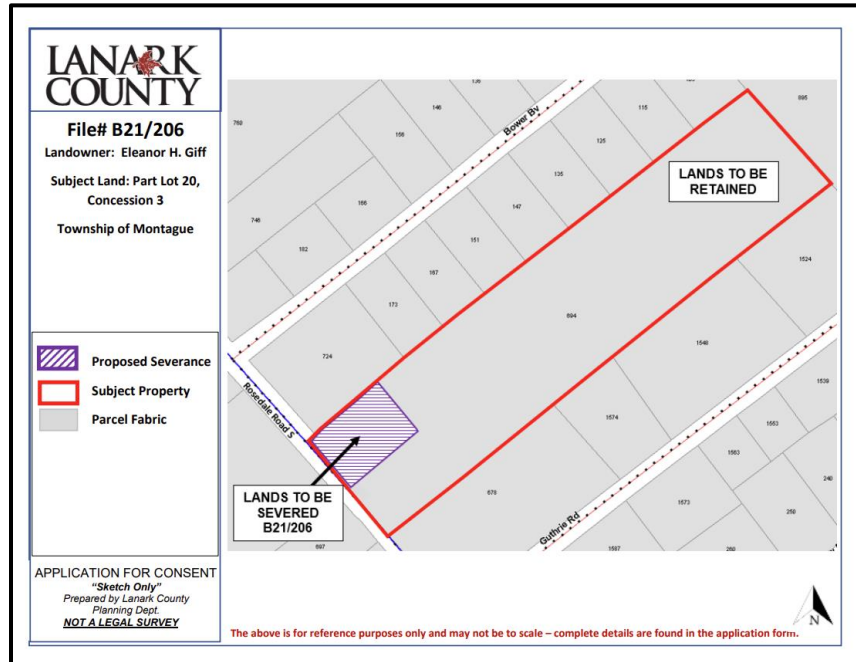 LANARK
COUNTY
File# B21/206
Landowner: Eleanor H. Giff
Subject Land: Part Lot 20,
Concession 3
Township of Montague
Proposed Severance
Subject Property
Parcel Fabric
APPLICATION FOR CONSENT
"Sketch Only"
Prepared by Lanark County
Planning Dept.
NOT A LEGAL SURVEY
760
146
115
895
Bower Bv
158
125
LANDS TO BE
RETAINED
135
166
147
746
182
151
1524
167
173
694
724
1548
Rosedale Road S
1539
1574
1553
1563
LANDS TO BE
SEVERED
B21/206
678
240
1572
250
Guthrie Rd
697
1587
260
N
The above is for reference purposes only and may not be to scale – complete details are found in the application form.